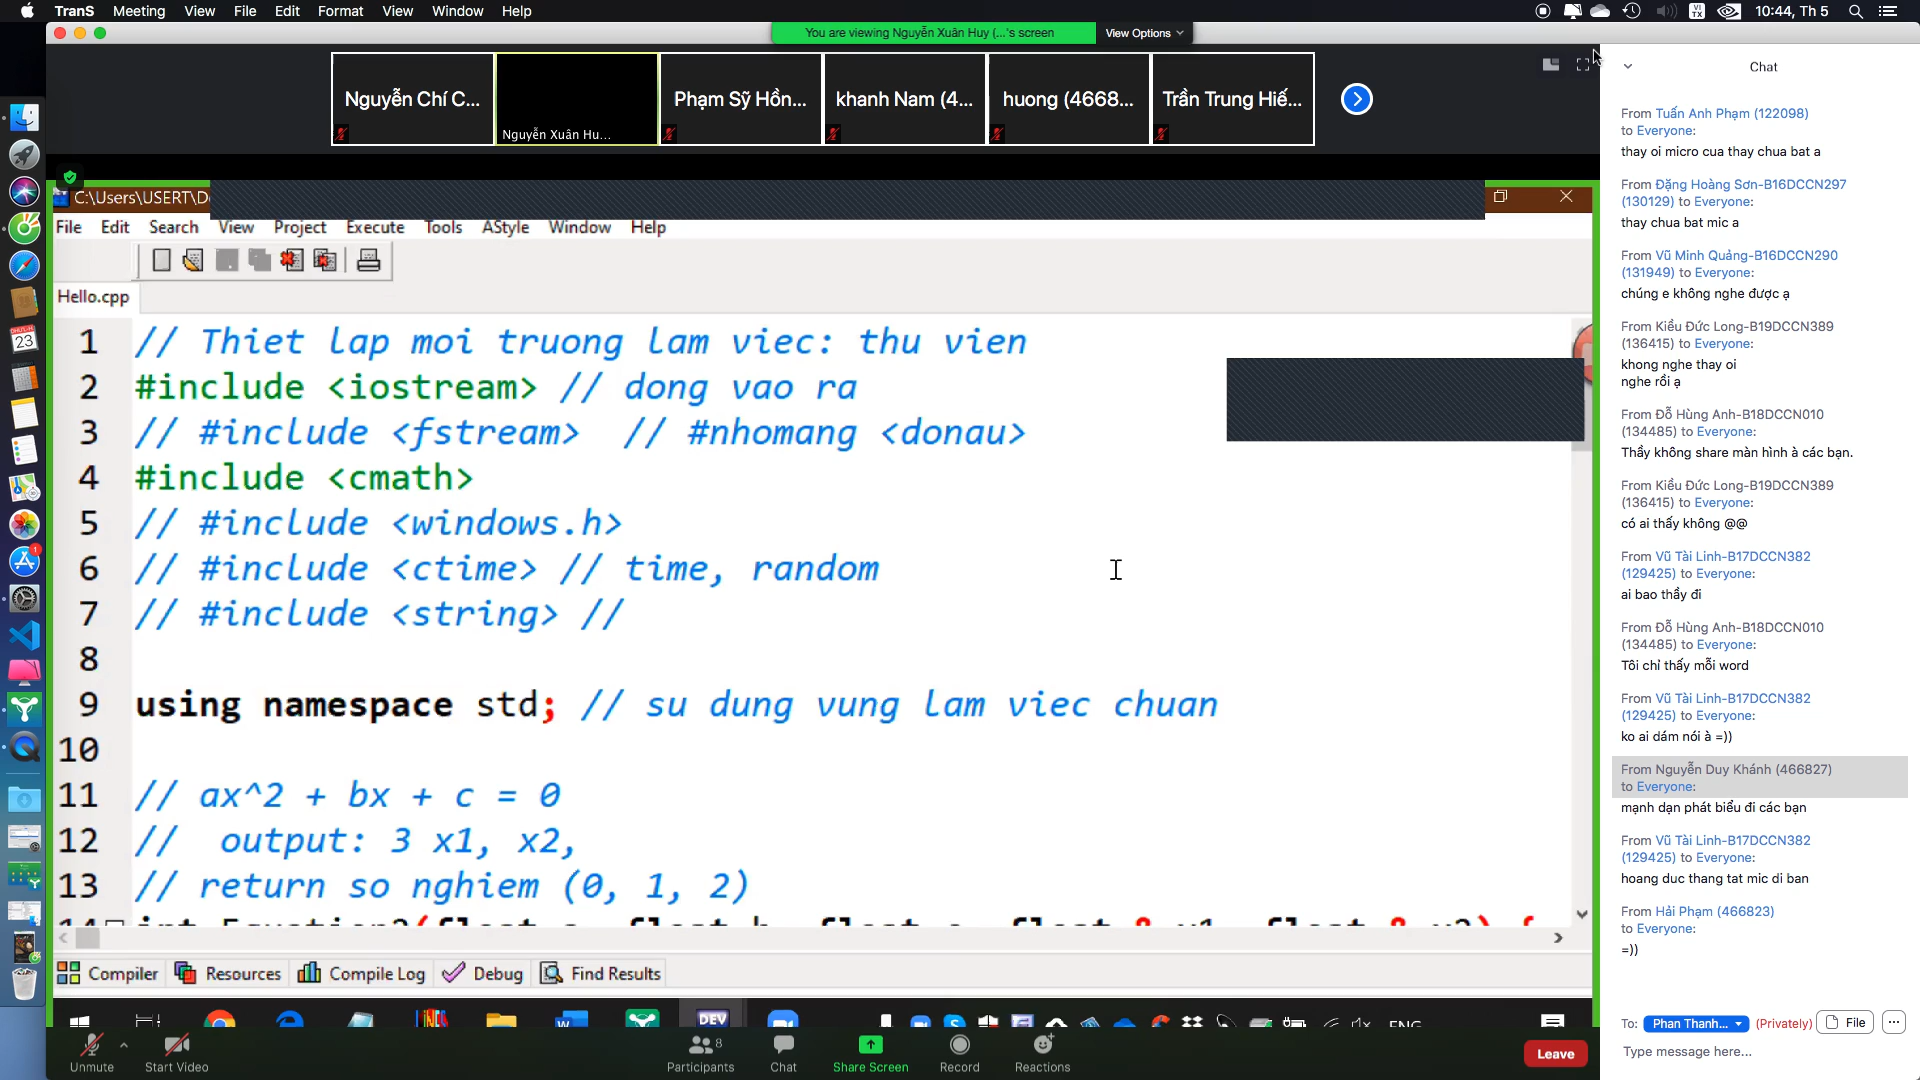 TranS Meeting View File Edit Format View Window Help
10:44, Th 5
You are viewing Nguyễn Xuân Huy (...'s screen
View Options
Nguyễn Chí C...
Nguyễn Xuân Hu...
Phạm Sỹ Hồn...
khanh Nam (4...
huong (4668...
Trần Trung Hiế...
C:\Users\USERT\D
File Edit Search View Project Execute Tools AStyle Window Help
Hello.cpp
1 // Thiet lap moi truong lam viec: thu vien
2 #include <iostream> // dong vao ra
3 // #include <fstream> // #nhomang <donau>
4 #include <cmath>
5 // #include <windows.h>
6 // #include <ctime> // time, random
7 // #include <string> //
8
9 using namespace std; // su dung vung lam viec chuan
10
11 // ax^2 + bx + c = 0
12 // output: 3 x1, x2,
13 // return so nghiem (0, 1, 2)
Compiler Resources Compile Log Debug Find Results
DEV
ENG
Unmute
Start Video
Participants 8
Chat
Share Screen
Record
Reactions
Leave
Chat
From Tuấn Anh Phạm (122098)
to Everyone:
thay oi micro cua thay chua bat a
From Đặng Hoàng Sơn-B16DCCN297
(130129) to Everyone:
thay chua bat mic a
From Vũ Minh Quảng-B16DCCN290
(131949) to Everyone:
chúng e không nghe được ạ
From Kiều Đức Long-B19DCCN389
(136415) to Everyone:
khong nghe thay oi
nghe rồi ạ
From Đỗ Hùng Anh-B18DCCN010
(134485) to Everyone:
Thầy không share màn hình à các bạn.
From Kiều Đức Long-B19DCCN389
(136415) to Everyone:
có ai thấy không @@
From Vũ Tài Linh-B17DCCN382
(129425) to Everyone:
ai bao thầy đi
From Đỗ Hùng Anh-B18DCCN010
(134485) to Everyone:
Tôi chỉ thấy mỗi word
From Vũ Tài Linh-B17DCCN382
(129425) to Everyone:
ko ai dám nói à =))
From Nguyễn Duy Khánh (466827)
to Everyone:
mạnh dạn phát biểu đi các bạn
From Vũ Tài Linh-B17DCCN382
(129425) to Everyone:
hoang duc thang tat mic di ban
From Hải Phạm (466823)
to Everyone:
=))
To: Phan Thanh... (Privately) File
Type message here...